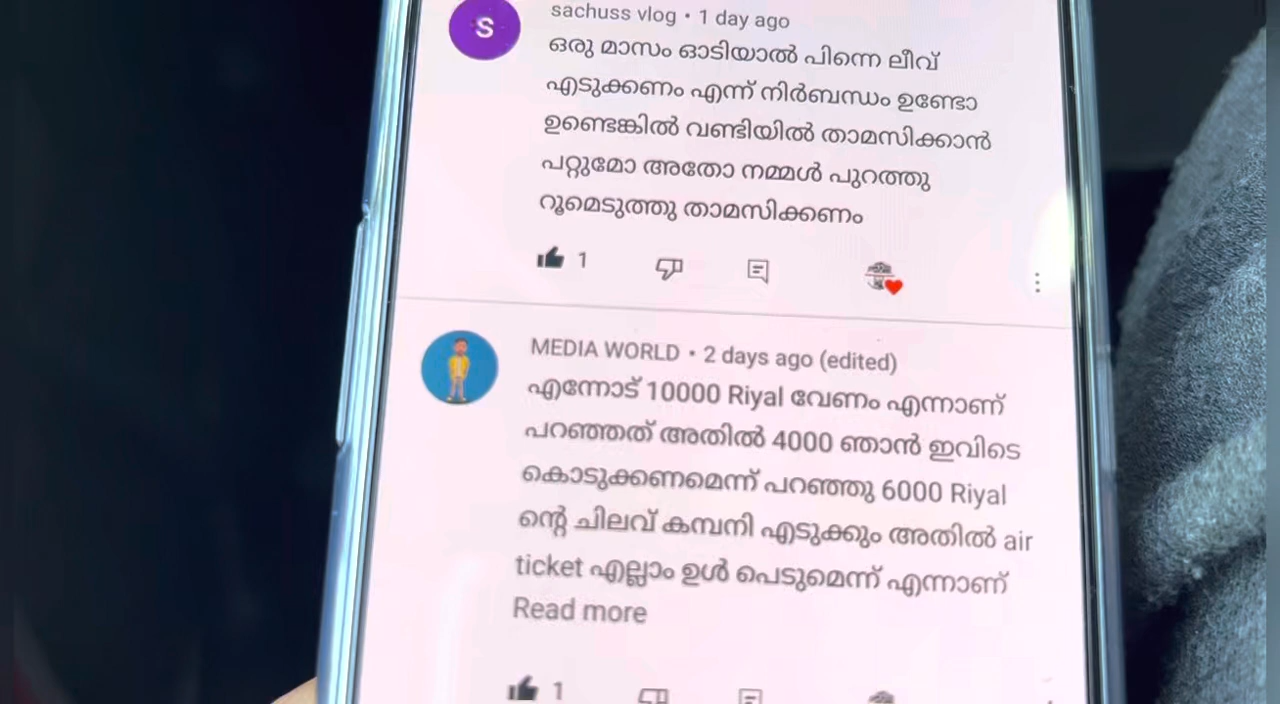 S
sachuss vlog • 1 day ago
ഒരു മാസം ഓടിയാൽ പിന്നെ ലീവ്
എടുക്കണം എന്ന് നിർബന്ധം ഉണ്ടോ
ഉണ്ടെങ്കിൽ വണ്ടിയിൽ താമസിക്കാൻ
പറ്റുമോ അതോ നമ്മൾ പുറത്തു
റൂമെടുത്തു താമസിക്കണം
1
MEDIA WORLD • 2 days ago (edited)
എന്നോട് 10000 Riyal വേണം എന്നാണ്
പറഞ്ഞത് അതിൽ 4000 ഞാൻ ഇവിടെ
കൊടുക്കണമെന്ന് പറഞ്ഞു 6000 Riyal
ന്റെ ചിലവ് കമ്പനി എടുക്കും അതിൽ air
ticket എല്ലാം ഉൾ പെടുമെന്ന് എന്നാണ്
Read more
1